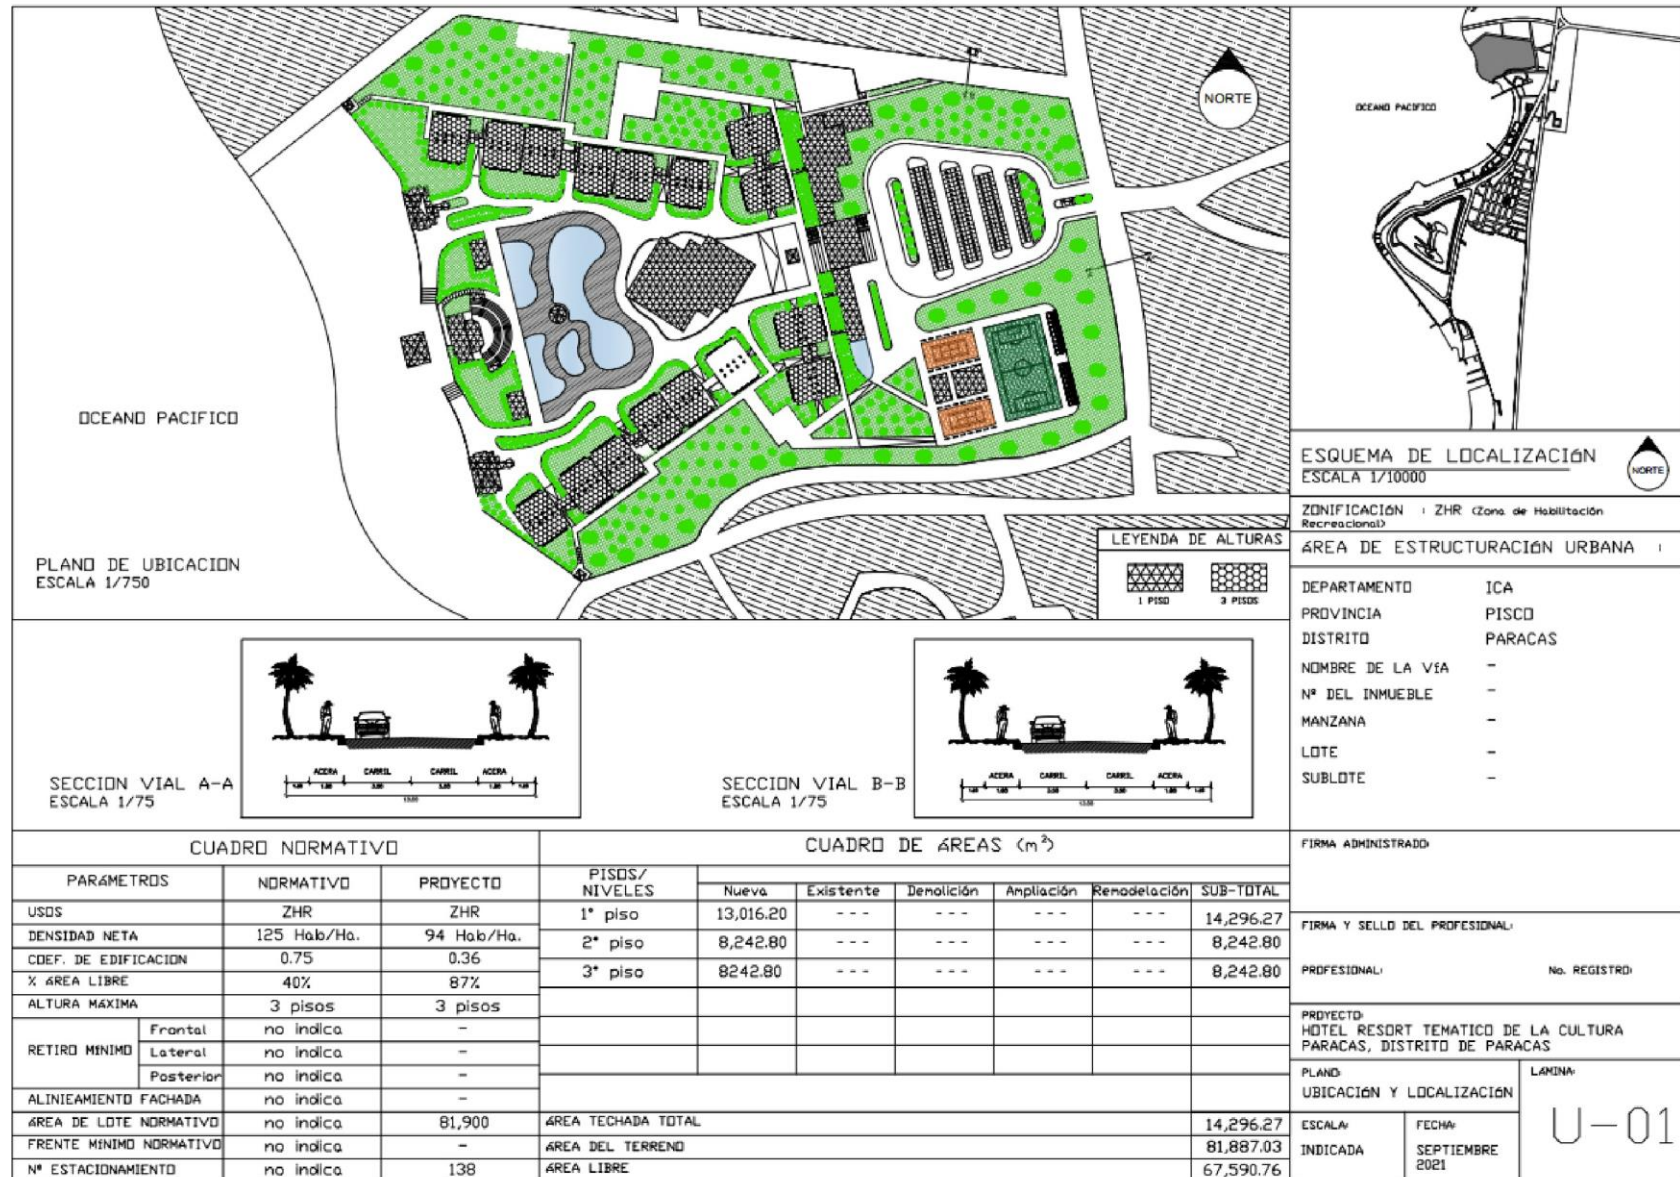 NORTE
OCEANO PACIFICO
PLANO DE UBICACION
ESCALA 1/750
LEYENDA DE ALTURAS
1 PISO 3 PISOS
OCEANO PACIFICO
ESQUEMA DE LOCALIZACIóN
ESCALA 1/10000
NORTE
ZONIFICACIóN : ZHR (Zona de Habilitación
Recreacional)
áREA DE ESTRUCTURACIóN URBANA :
DEPARTAMENTO ICA
PROVINCIA PISCO
DISTRITO PARACAS
NOMBRE DE LA VíA -
Nº DEL INMUEBLE -
MANZANA -
LOTE -
SUBLOTE -
SECCION VIAL A-A
ESCALA 1/75
ACERA CARRIL CARRIL ACERA
SECCION VIAL B-B
ESCALA 1/75
ACERA CARRIL CARRIL ACERA
CUADRO NORMATIVO
PARáMETROS NORMATIVO PROYECTO
USOS ZHR ZHR
DENSIDAD NETA 125 Hab/Ha. 94 Hab/Ha.
COEF. DE EDIFICACION 0.75 0.36
% áREA LIBRE 40% 87%
ALTURA MáXIMA 3 pisos 3 pisos
RETIRO MíNIMO
Frontal no indica -
Lateral no indica -
Posterior no indica -
ALINIEAMIENTO FACHADA no indica -
áREA DE LOTE NORMATIVO no indica 81,900
FRENTE MíNIMO NORMATIVO no indica -
Nº ESTACIONAMIENTO no indica 138
CUADRO DE áREAS (m²)
PISOS/
NIVELES Nueva Existente Demolición Ampliación Remodelación SUB-TOTAL
1° piso 13,016.20 --- --- --- --- 14,296.27
2° piso 8,242.80 --- --- --- --- 8,242.80
3° piso 8242.80 --- --- --- --- 8,242.80
áREA TECHADA TOTAL 14,296.27
áREA DEL TERRENO 81,887.03
áREA LIBRE 67,590.76
FIRMA ADMINISTRADO:
FIRMA Y SELLO DEL PROFESIONAL:
PROFESIONAL: No. REGISTRO:
PROYECTO:
HOTEL RESORT TEMATICO DE LA CULTURA
PARACAS, DISTRITO DE PARACAS
PLANO:
UBICACIóN Y LOCALIZACIóN
LáMINA:
U-01
ESCALA:
INDICADA
FECHA:
SEPTIEMBRE
2021